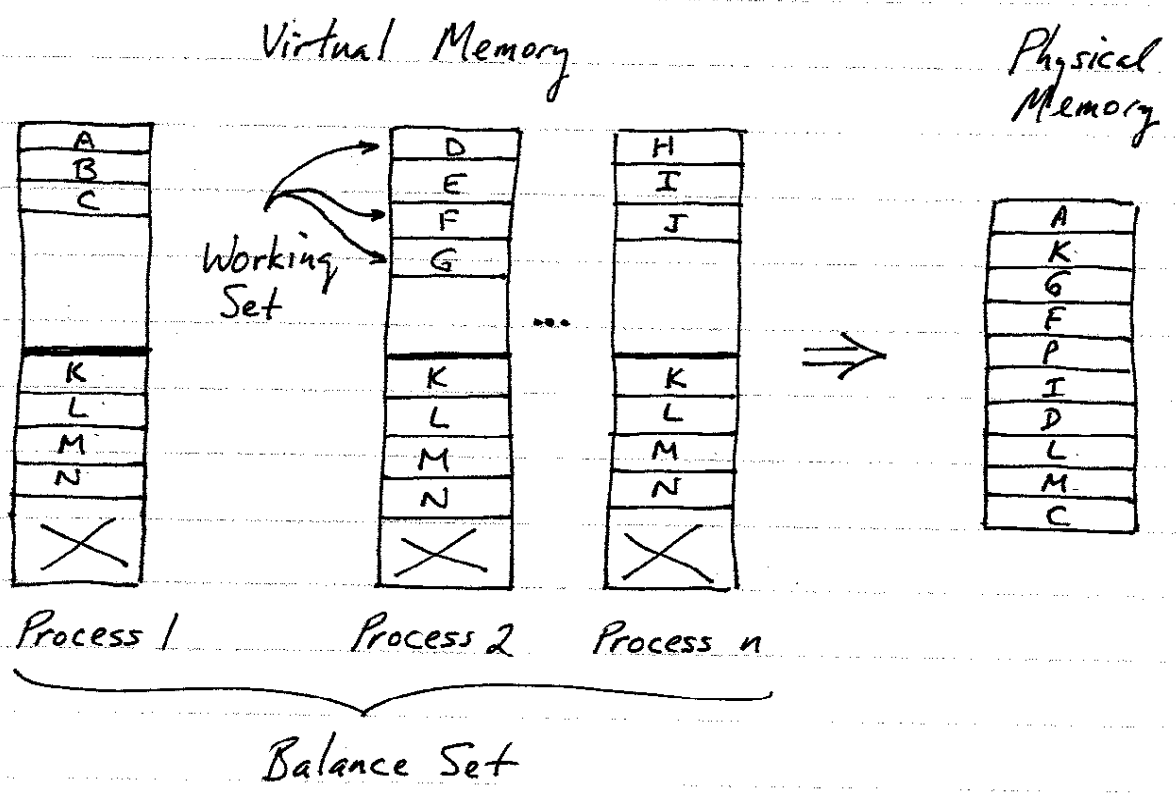 Virtual Memory
Physical
Memory
A
B
C
K
L
M
N
Working
Set
D
E
F
G
K
L
M
N
...
H
I
J
K
L
M
N
A
K
G
F
P
I
D
L
M
C
Process 1
Process 2
Process n
Balance Set